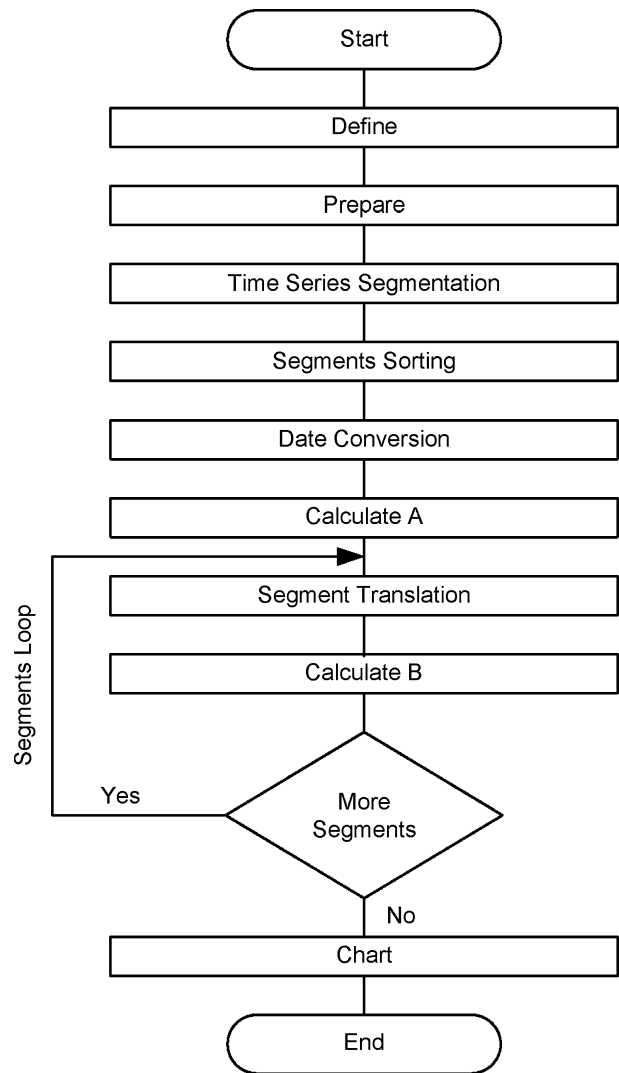 Start
Define
Prepare
Time Series Segmentation
Segments Sorting
Date Conversion
Calculate A
Segment Translation
Calculate B
Segments Loop
Yes
More
Segments
No
Chart
End